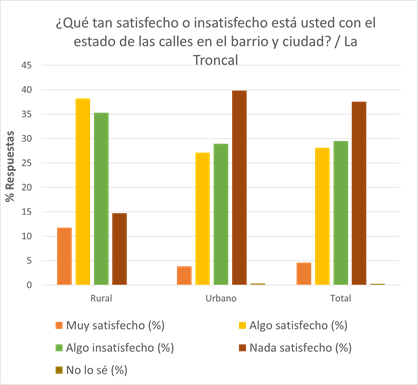 ¿Qué tan satisfecho o insatisfecho está usted con el
estado de las calles en el barrio y ciudad? / La
Troncal
% Respuestas
45
40
35
30
25
20
15
10
5
0
Rural
Urbano
Total
Muy satisfecho (%)
Algo satisfecho (%)
Algo insatisfecho (%)
Nada satisfecho (%)
No lo sé (%)